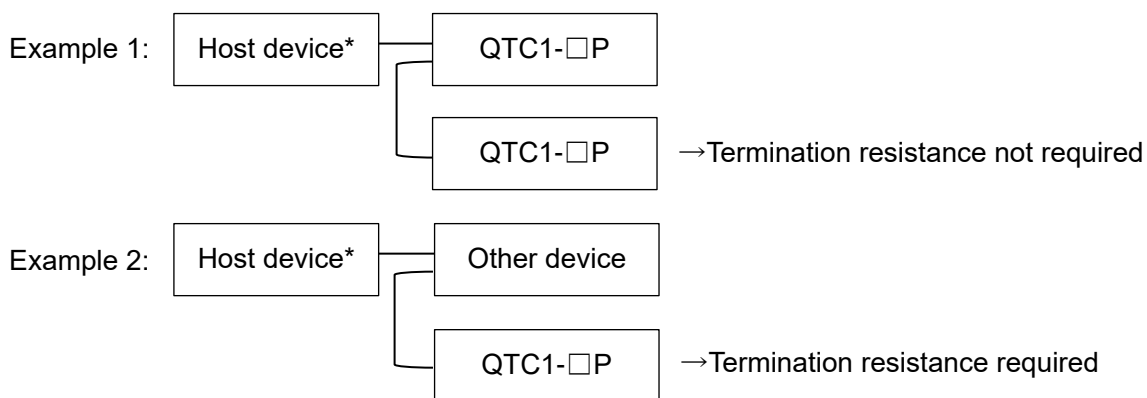 Example 1: Host device* QTC1-□P
QTC1-□P →Termination resistance not required
Example 2: Host device* Other device
QTC1-□P →Termination resistance required